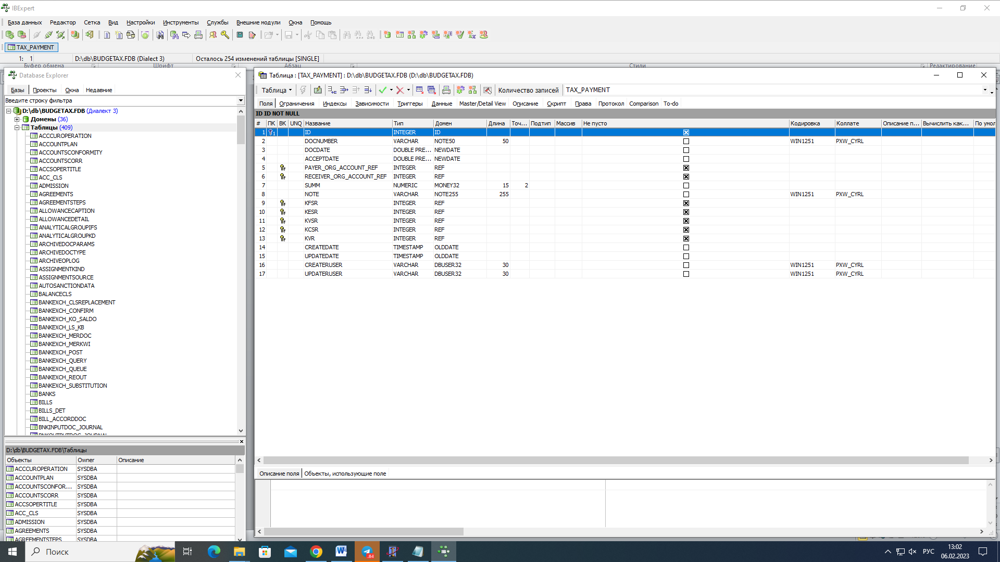 IBExpert
База данных Редактор Сетка Вид Настройки Инструменты Службы Внешние модули Окна Помощь
TAX_PAYMENT
1: 1 D:\db\BUDGETAX.FDB (Dialect 3) Осталось 254 изменений таблицы [SINGLE]
Буфер обмена Шрифт Абзац Стили Редактирование
Database Explorer
Базы Проекты Окна Недавние
Введите строку фильтра
D:\db\BUDGETAX.FDB (Диалект 3)
Домены (36)
Таблицы (409)
ACCCUROPERATION
ACCOUNTPLAN
ACCOUNTSCONFORMITY
ACCOUNTSCORR
ACCSOPERTITLE
ACC_CLS
ADMISSION
AGREEMENTS
AGREEMENTSTEPS
ALLOWANCECAPTION
ALLOWANCEDETAIL
ANALYTICALGROUPIFS
ANALYTICALGROUPKD
ARCHIVEDOCPARAMS
ARCHIVEDOCTYPE
ARCHIVEOPLOG
ASSIGNMENTKIND
ASSIGNMENTSOURCE
AUTOSANCTIONDATA
BALANCECLS
BANKEXCH_CLSREPLACEMENT
BANKEXCH_CONFIRM
BANKEXCH_KO_SALDO
BANKEXCH_LS_KB
BANKEXCH_MERDOC
BANKEXCH_MERKWI
BANKEXCH_POST
BANKEXCH_QUERY
BANKEXCH_QUEUE
BANKEXCH_REOUT
BANKEXCH_SUBSTITUTION
BANKS
BILLS
BILLS_DET
BILL_ACCORDDOC
BNKINPUTDOC_JOURNAL
BNKOUTPUTDOC_JOURNAL
D:\db\BUDGETAX.FDB\Таблицы
Объекты Owner Описание
ACCCUROPERATION SYSDBA
ACCOUNTPLAN SYSDBA
ACCOUNTSCONFOR... SYSDBA
ACCOUNTSCORR SYSDBA
ACCSOPERTITLE SYSDBA
ACC_CLS SYSDBA
ADMISSION SYSDBA
AGREEMENTS SYSDBA
AGREEMENTSTEPS SYSDBA
Таблица : [TAX_PAYMENT] : D:\db\BUDGETAX.FDB (D:\db\BUDGETAX.FDB)
Таблица Количество записей TAX_PAYMENT
Поля Ограничения Индексы Зависимости Триггеры Данные Master/Detail View Описание Скрипт Права Протокол Comparison To-do
ID ID NOT NULL
# ПК ВК UNQ Название Тип Домен Длина Точ... Подтип Массив Не пусто Кодировка Коллате Описание п... Вычислить как... По умол
1 1 ID INTEGER ID
2 DOCNUMBER VARCHAR NOTE50 50 WIN1251 PXW_CYRL
3 DOCDATE DOUBLE PRE... NEWDATE
4 ACCEPTDATE DOUBLE PRE... NEWDATE
5 PAYER_ORG_ACCOUNT_REF INTEGER REF
6 RECEIVER_ORG_ACCOUNT_REF INTEGER REF
7 SUMM NUMERIC MONEY32 15 2
8 NOTE VARCHAR NOTE255 255 WIN1251 PXW_CYRL
9 KFSR INTEGER REF
10 KESR INTEGER REF
11 KVSR INTEGER REF
12 KCSR INTEGER REF
13 KVR INTEGER REF
14 CREATEDATE TIMESTAMP OLDDATE
15 UPDATEDATE TIMESTAMP OLDDATE
16 CREATERUSER VARCHAR DBUSER32 30 WIN1251 PXW_CYRL
17 UPDATERUSER VARCHAR DBUSER32 30 WIN1251 PXW_CYRL
Описание поля Объекты, использующие поле
Поиск
.84
РУС
13:02
06.02.2023